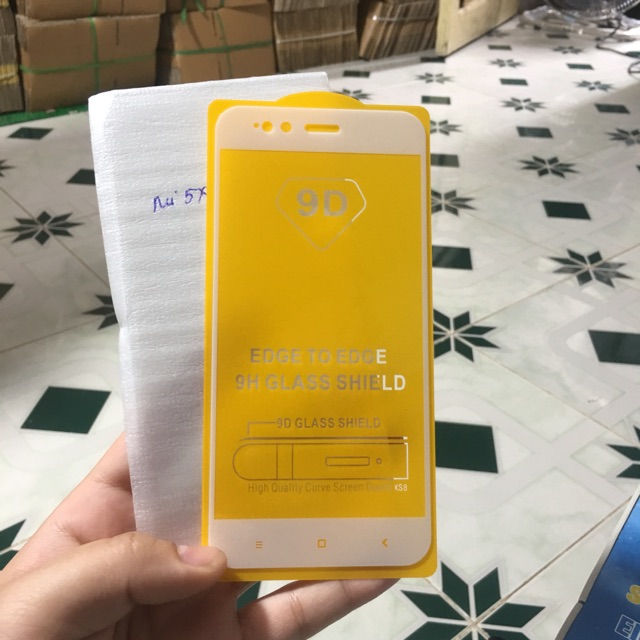 Mi 5X
9D
EDGE TO EDGE
9H GLASS SHIELD
9D GLASS SHIELD
High Quality Curve Screen